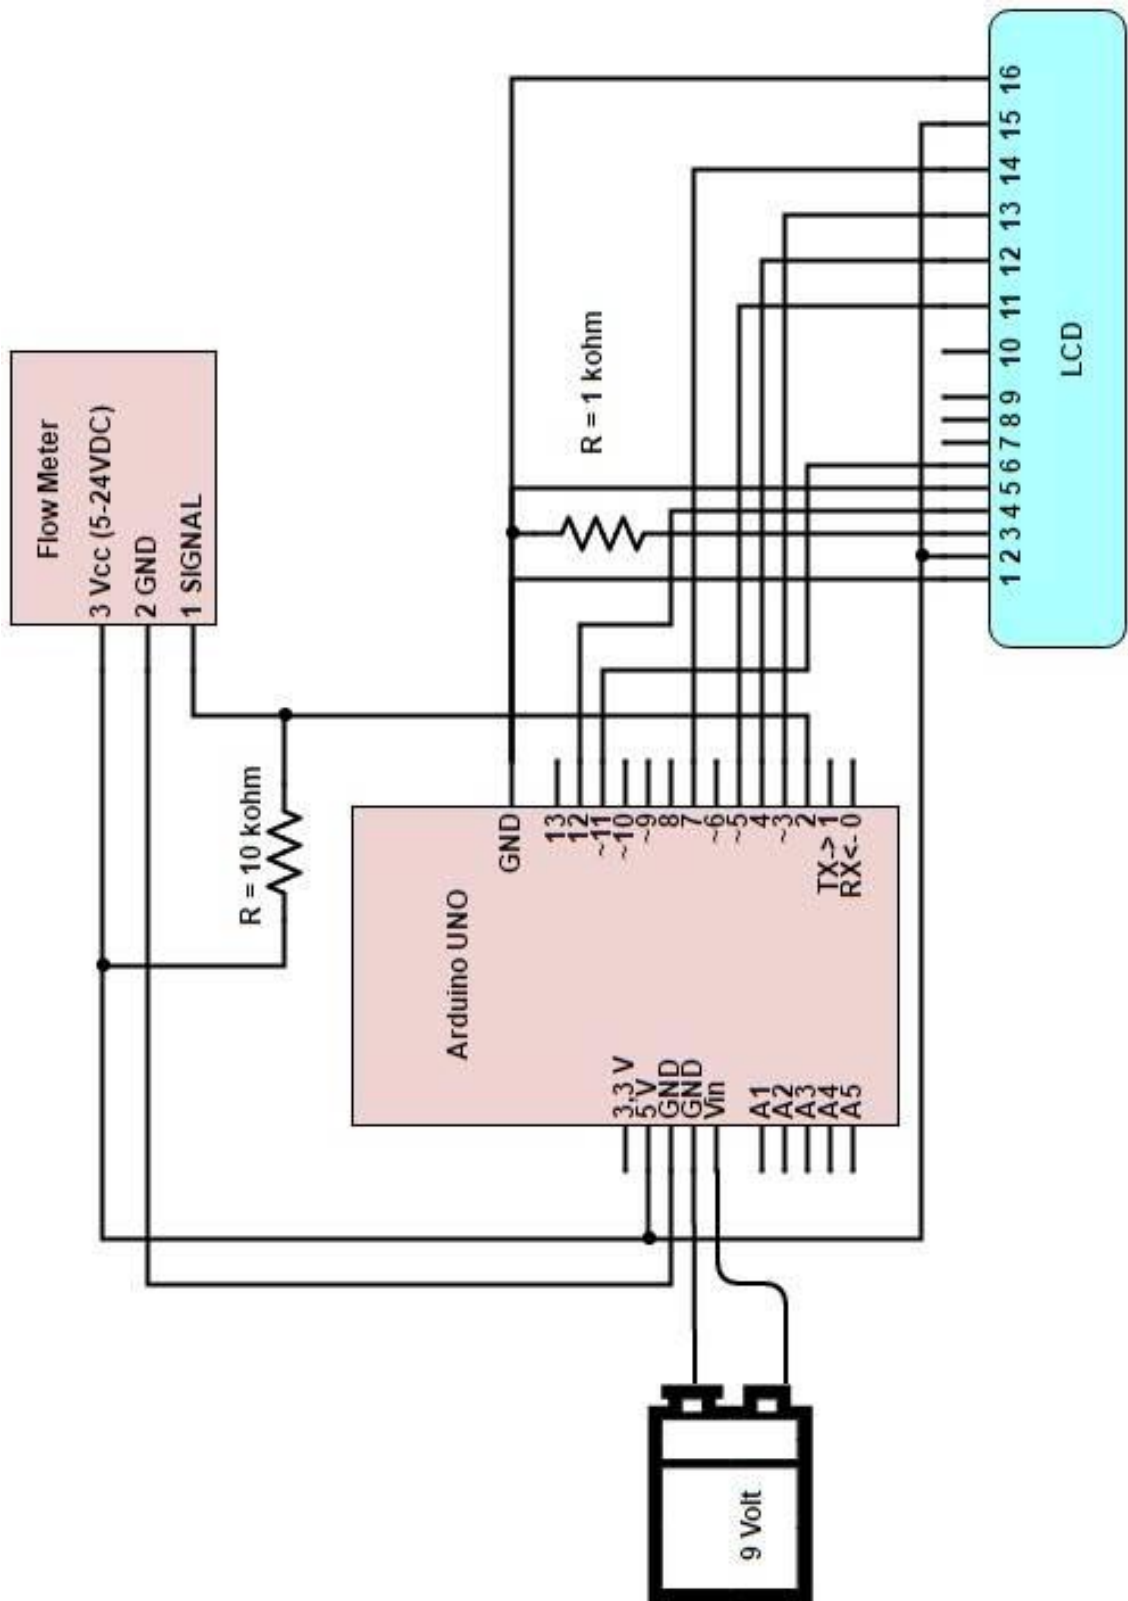 Flow Meter
3 Vcc (5-24VDC)
2 GND
1 SIGNAL
R = 10 kohm
R = 1 kohm
Arduino UNO
GND
13
12
~11
~10
~9
8
7
~6
~5
4
~3
2
TX-> 1
RX<- 0
3.3 V
5 V
GND
GND
Vin
A1
A2
A3
A4
A5
9 Volt
LCD
1 2 3 4 5 6 7 8 9 10 11 12 13 14 15 16